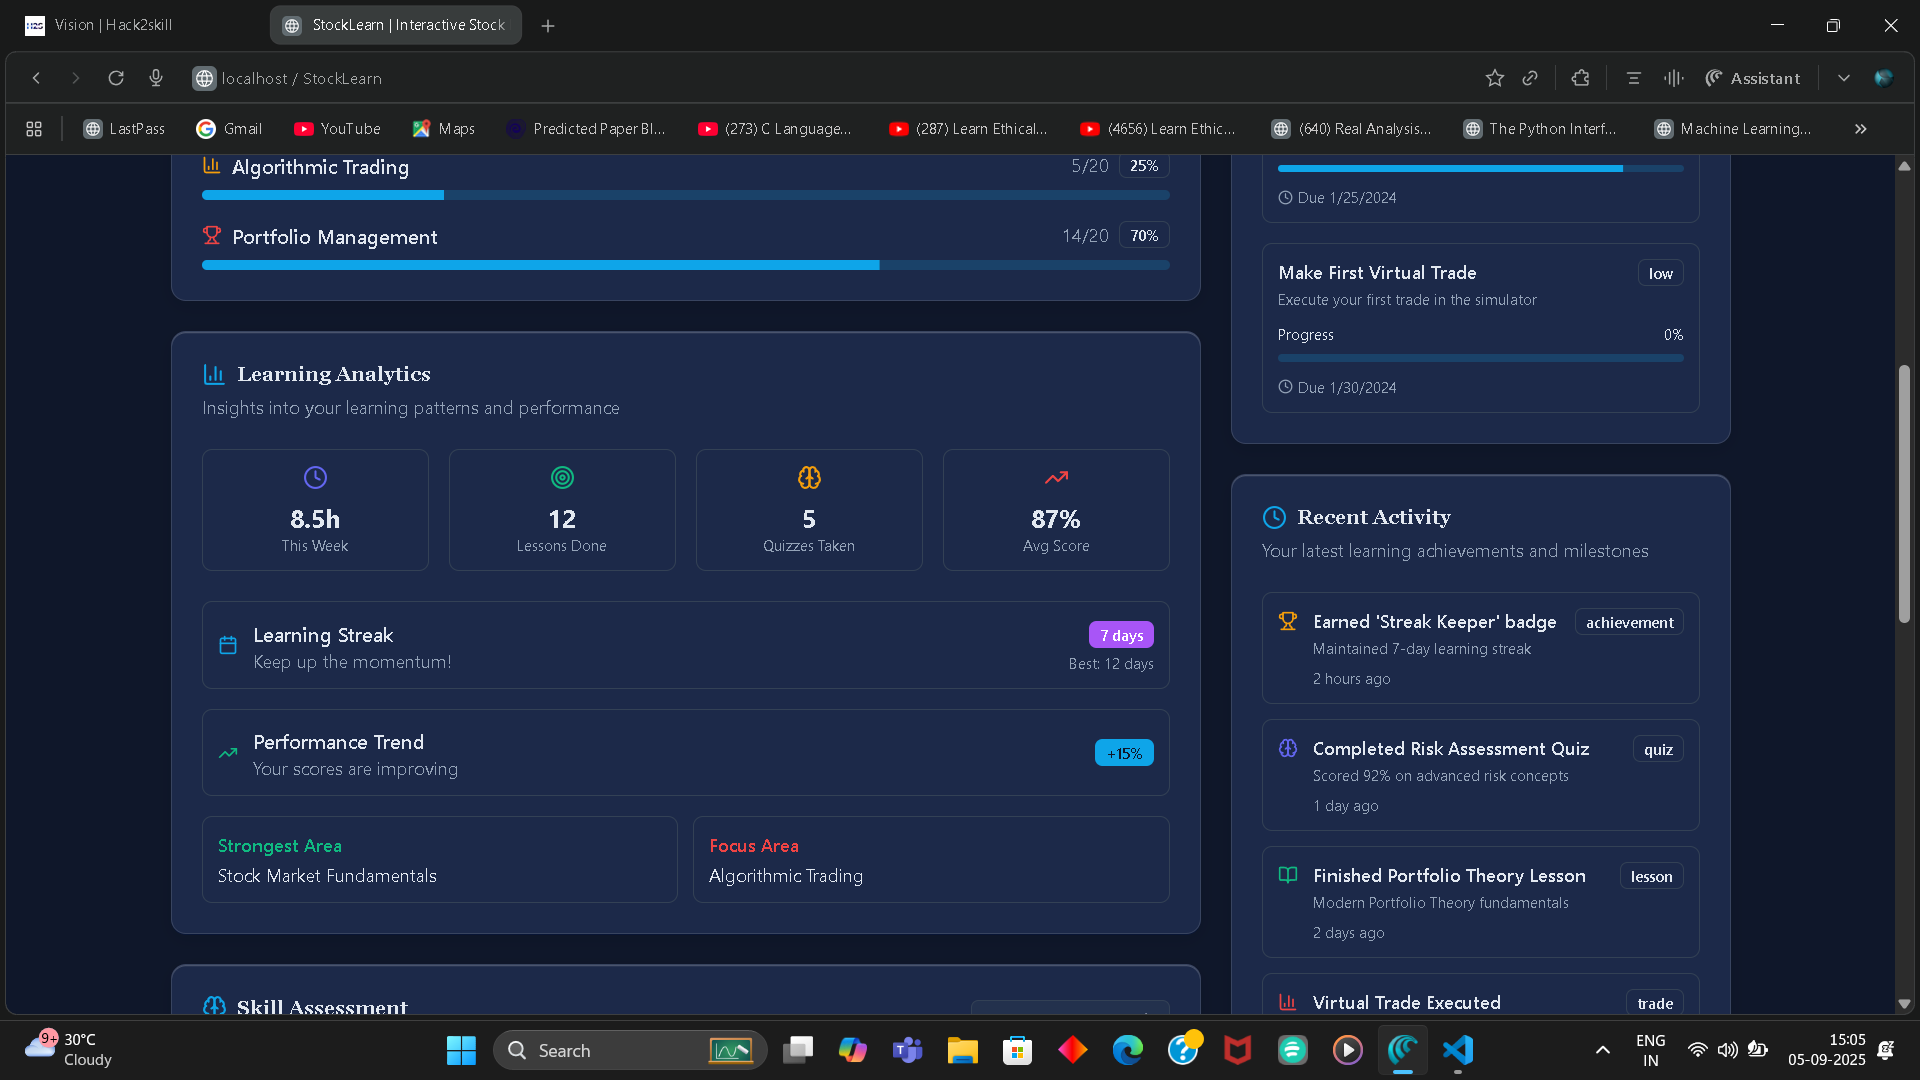 Vision | Hack2skill
StockLearn | Interactive Stock
localhost / StockLearn
Assistant
LastPass
Gmail
YouTube
Maps
Predicted Paper Bl...
(273) C Language...
(287) Learn Ethical...
(4656) Learn Ethic...
(640) Real Analysis...
The Python Interf...
Machine Learning...
Algorithmic Trading
5/20
25%
Portfolio Management
14/20
70%
Learning Analytics
Insights into your learning patterns and performance
8.5h
This Week
12
Lessons Done
5
Quizzes Taken
87%
Avg Score
Learning Streak
Keep up the momentum!
7 days
Best: 12 days
Performance Trend
Your scores are improving
+15%
Strongest Area
Stock Market Fundamentals
Focus Area
Algorithmic Trading
Skill Assessment
Due 1/25/2024
Make First Virtual Trade
low
Execute your first trade in the simulator
Progress
0%
Due 1/30/2024
Recent Activity
Your latest learning achievements and milestones
Earned 'Streak Keeper' badge
achievement
Maintained 7-day learning streak
2 hours ago
Completed Risk Assessment Quiz
quiz
Scored 92% on advanced risk concepts
1 day ago
Finished Portfolio Theory Lesson
lesson
Modern Portfolio Theory fundamentals
2 days ago
Virtual Trade Executed
trade
9+
30°C
Cloudy
Search
ENG
IN
15:05
05-09-2025